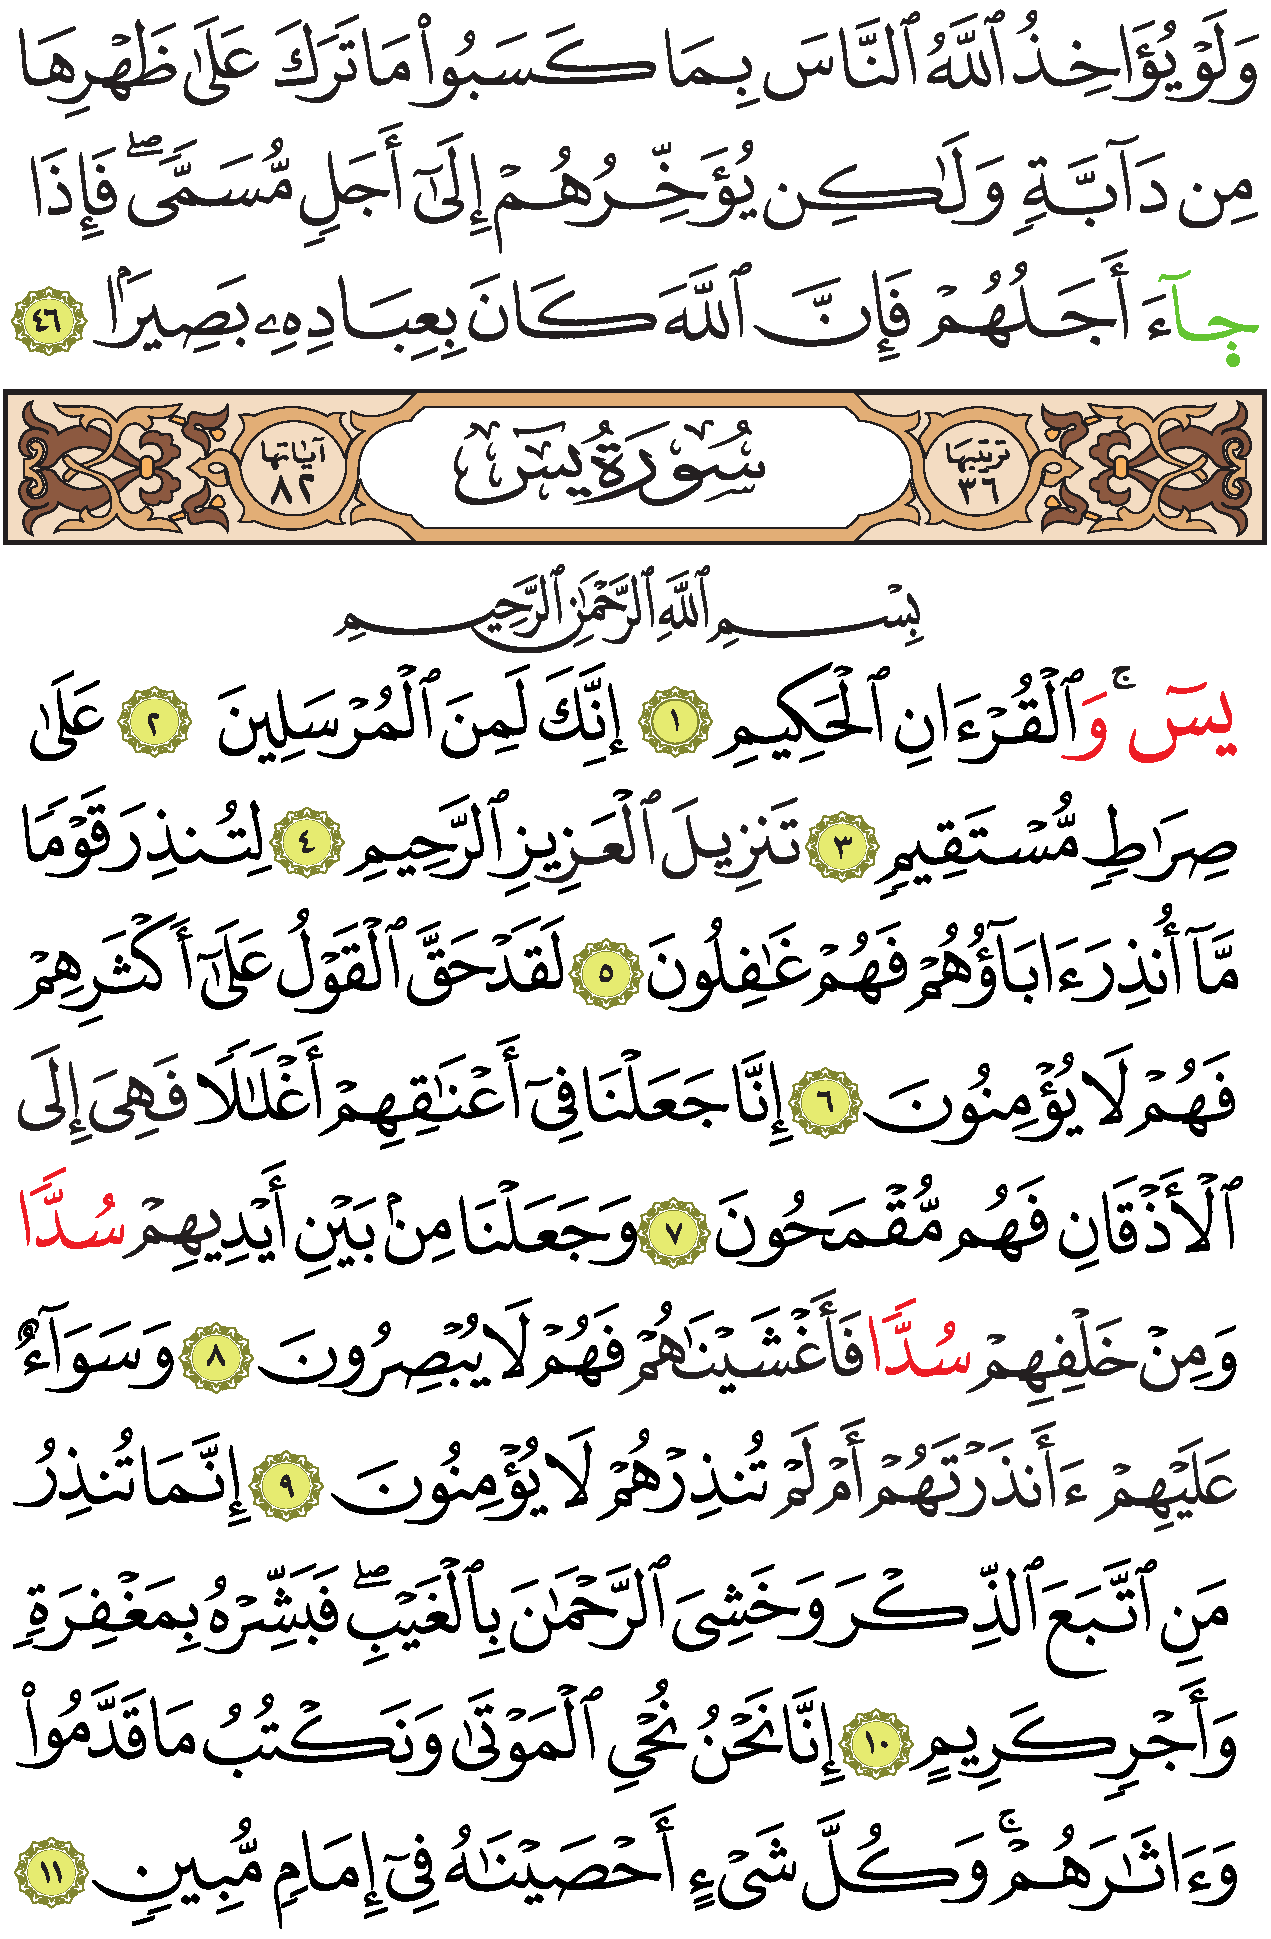 وَلَوْ يُؤَاخِذُ ٱللَّهُ ٱلنَّاسَ بِمَا كَسَبُوا۟ مَا تَرَكَ عَلَىٰ ظَهْرِهَا
مِن دَآبَّةٍ وَلَٰكِن يُؤَخِّرُهُمْ إِلَىٰٓ أَجَلٍ مُّسَمًّى ۖ فَإِذَا
جَآءَ أَجَلُهُمْ فَإِنَّ ٱللَّهَ كَانَ بِعِبَادِهِۦ بَصِيرًۢا ٤٦
ترتيبها ٣٦ سُورَةُ يسٓ آياتها ٨٢
بِسْمِ ٱللَّهِ ٱلرَّحْمَٰنِ ٱلرَّحِيمِ
يسٓ ۚ وَٱلْقُرْءَانِ ٱلْحَكِيمِ ١ إِنَّكَ لَمِنَ ٱلْمُرْسَلِينَ ٢ عَلَىٰ
صِرَٰطٍ مُّسْتَقِيمٍ ٣ تَنزِيلَ ٱلْعَزِيزِ ٱلرَّحِيمِ ٤ لِتُنذِرَ قَوْمًا
مَّآ أُنذِرَ ءَابَآؤُهُمْ فَهُمْ غَٰفِلُونَ ٥ لَقَدْ حَقَّ ٱلْقَوْلُ عَلَىٰٓ أَكْثَرِهِمْ
فَهُمْ لَا يُؤْمِنُونَ ٦ إِنَّا جَعَلْنَا فِىٓ أَعْنَٰقِهِمْ أَغْلَٰلًا فَهِىَ إِلَى
ٱلْأَذْقَانِ فَهُم مُّقْمَحُونَ ٧ وَجَعَلْنَا مِنۢ بَيْنِ أَيْدِيهِمْ سُدًّا
وَمِنْ خَلْفِهِمْ سُدًّا فَأَغْشَيْنَٰهُمْ فَهُمْ لَا يُبْصِرُونَ ٨ وَسَوَآءٌ
عَلَيْهِمْ ءَأَنذَرْتَهُمْ أَمْ لَمْ تُنذِرْهُمْ لَا يُؤْمِنُونَ ٩ إِنَّمَا تُنذِرُ
مَنِ ٱتَّبَعَ ٱلذِّكْرَ وَخَشِىَ ٱلرَّحْمَٰنَ بِٱلْغَيْبِ ۖ فَبَشِّرْهُ بِمَغْفِرَةٍ
وَأَجْرٍ كَرِيمٍ ١٠ إِنَّا نَحْنُ نُحْىِ ٱلْمَوْتَىٰ وَنَكْتُبُ مَا قَدَّمُوا۟
وَءَاثَٰرَهُمْ ۚ وَكُلَّ شَىْءٍ أَحْصَيْنَٰهُ فِىٓ إِمَامٍ مُّبِينٍ ١١